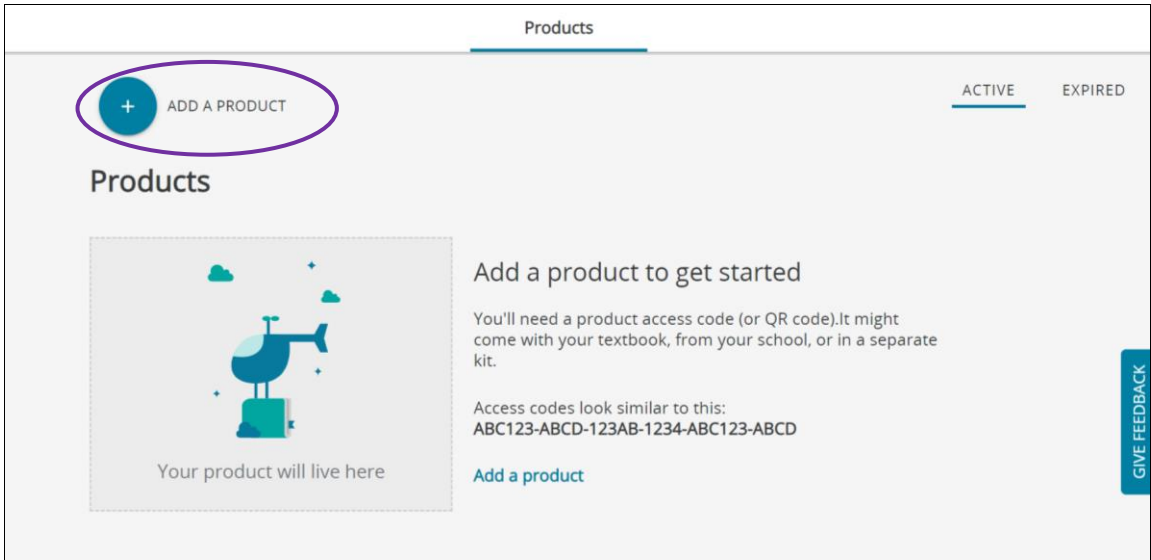 Products
+ ADD A PRODUCT
ACTIVE EXPIRED
Products
Add a product to get started
You'll need a product access code (or QR code).It might
come with your textbook, from your school, or in a separate
kit.
Access codes look similar to this:
ABC123-ABCD-123AB-1234-ABC123-ABCD
Your product will live here
Add a product
GIVE FEEDBACK